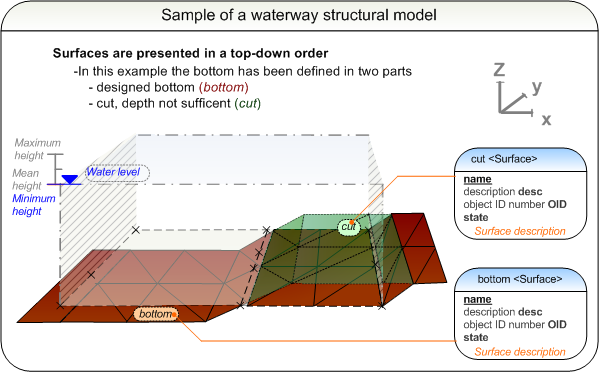 Sample of a waterway structural model
Surfaces are presented in a top-down order
-In this example the bottom has been defined in two parts
- designed bottom (bottom)
- cut, depth not sufficent (cut)
Z
y
x
Maximum
height
Mean
height
Minimum
height
Water level
cut
bottom
cut <Surface>
name
description desc
object ID number OID
state
Surface description
bottom <Surface>
name
description desc
object ID number OID
state
Surface description